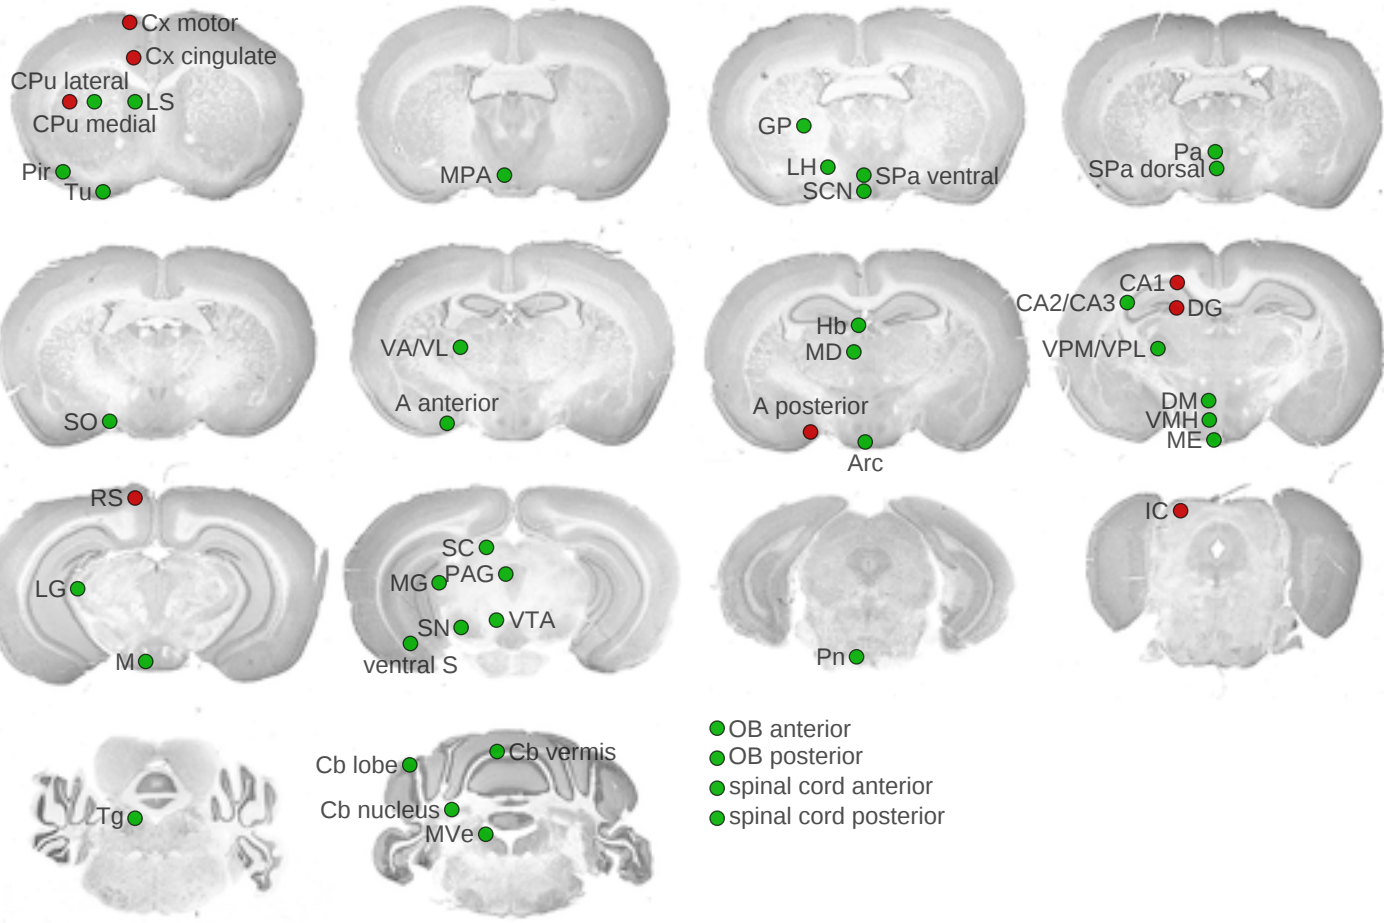 Cx motor
Cx cingulate
CPu lateral
LS
CPu medial
Pir
Tu
MPA
GP
LH
SPa ventral
SCN
Pa
SPa dorsal
SO
VA/VL
A anterior
Hb
MD
A posterior
Arc
CA1
CA2/CA3
DG
VPM/VPL
DM
VMH
ME
RS
LG
M
SC
MG
PAG
SN
VTA
ventral S
Pn
IC
Tg
Cb lobe
Cb vermis
Cb nucleus
MVe
OB anterior
OB posterior
spinal cord anterior
spinal cord posterior